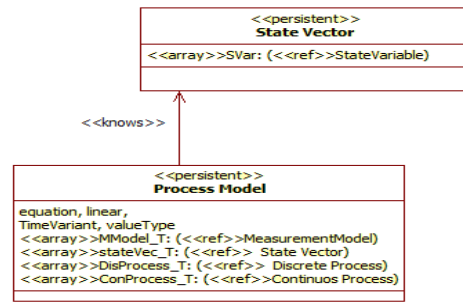 <<persistent>>
State Vector
<<array>>SVar: (<<ref>>StateVariable)
<<knows>>
<<persistent>>
Process Model
equation, linear,
TimeVariant, valueType
<<array>>MModel_T: (<<ref>>MeasurementModel)
<<array>>stateVec_T: (<<ref>> State Vector)
<<array>>DisProcess_T: (<<ref>> Discrete Process)
<<array>>ConProcess_T: (<<ref>>Continuos Process)